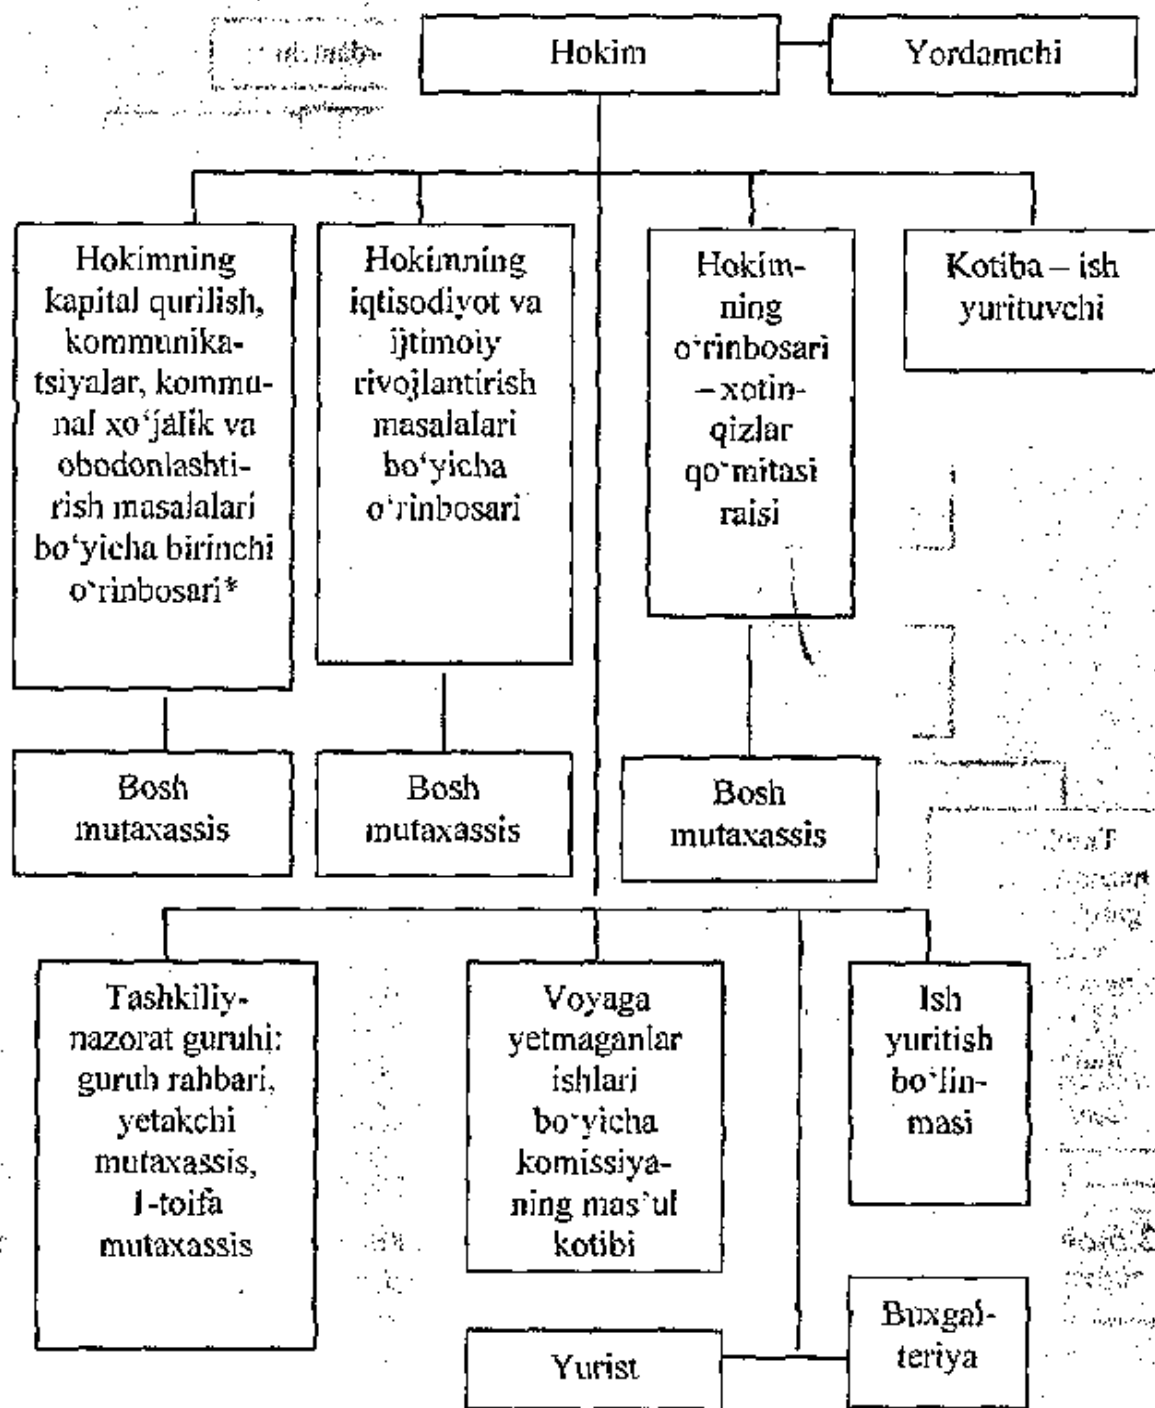 Hokim
Yordamchi
Hokimning
kapital qurilish,
kommunika-
tsiyalar, kommu-
nal xo‘jalik va
obodonlashti-
rish masalalari
bo‘yicha birinchi
o‘rinbosari*
Hokimning
iqtisodiyot va
ijtimoiy
rivojlantirish
masalalari
bo‘yicha
o‘rinbosari
Hokim-
ning
o‘rinbosari
– xotin-
qizlar
qo‘mitasi
raisi
Kotiba – ish
yurituvchi
Bosh
mutaxassis
Bosh
mutaxassis
Bosh
mutaxassis
Tashkiliy-
nazorat guruhi:
guruh rahbari,
yetakchi
mutaxassis,
1-toifa
mutaxassis
Voyaga
yetmaganlar
ishlari
bo‘yicha
komissiya-
ning mas’ul
kotibi
Ish
yuritish
bo‘lin-
masi
Yurist
Buxgal-
teriya